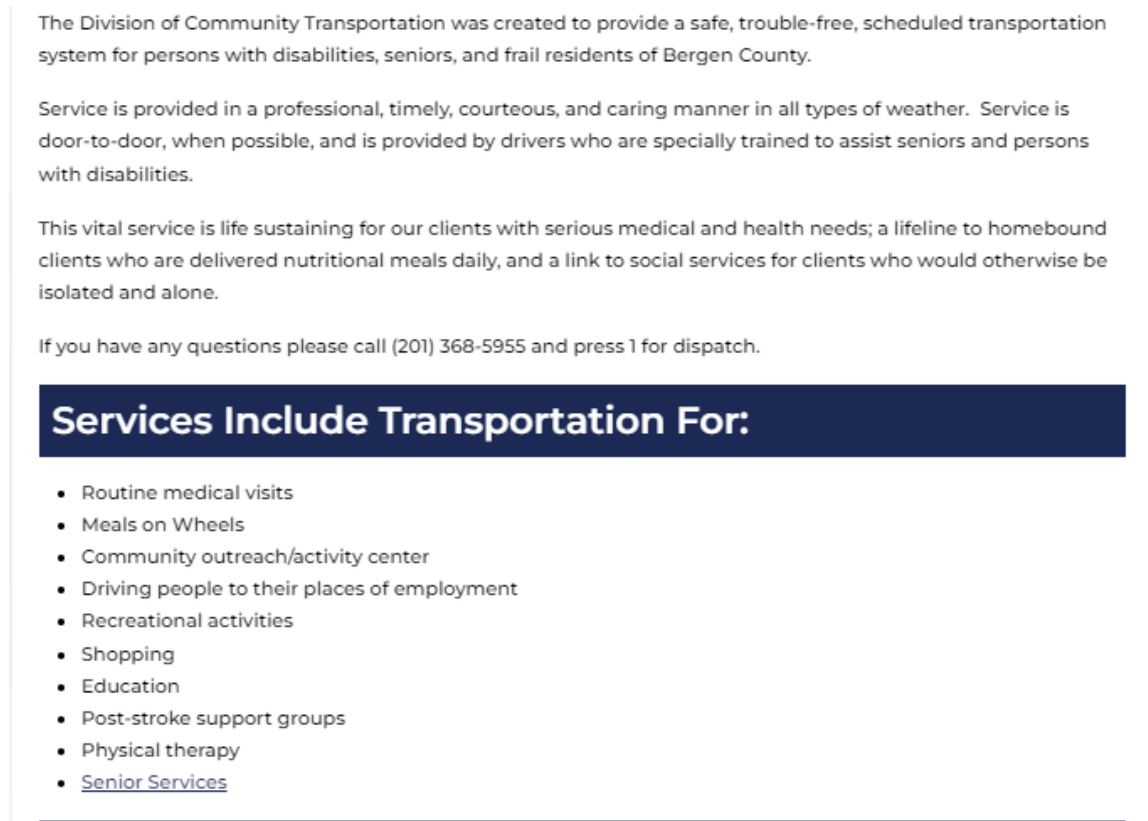 The Division of Community Transportation was created to provide a safe, trouble-free, scheduled transportation
system for persons with disabilities, seniors, and frail residents of Bergen County.
Service is provided in a professional, timely, courteous, and caring manner in all types of weather.  Service is
door-to-door, when possible, and is provided by drivers who are specially trained to assist seniors and persons
with disabilities.
This vital service is life sustaining for our clients with serious medical and health needs; a lifeline to homebound
clients who are delivered nutritional meals daily, and a link to social services for clients who would otherwise be
isolated and alone.
If you have any questions please call (201) 368-5955 and press 1 for dispatch.
Services Include Transportation For:
• Routine medical visits
• Meals on Wheels
• Community outreach/activity center
• Driving people to their places of employment
• Recreational activities
• Shopping
• Education
• Post-stroke support groups
• Physical therapy
• Senior Services